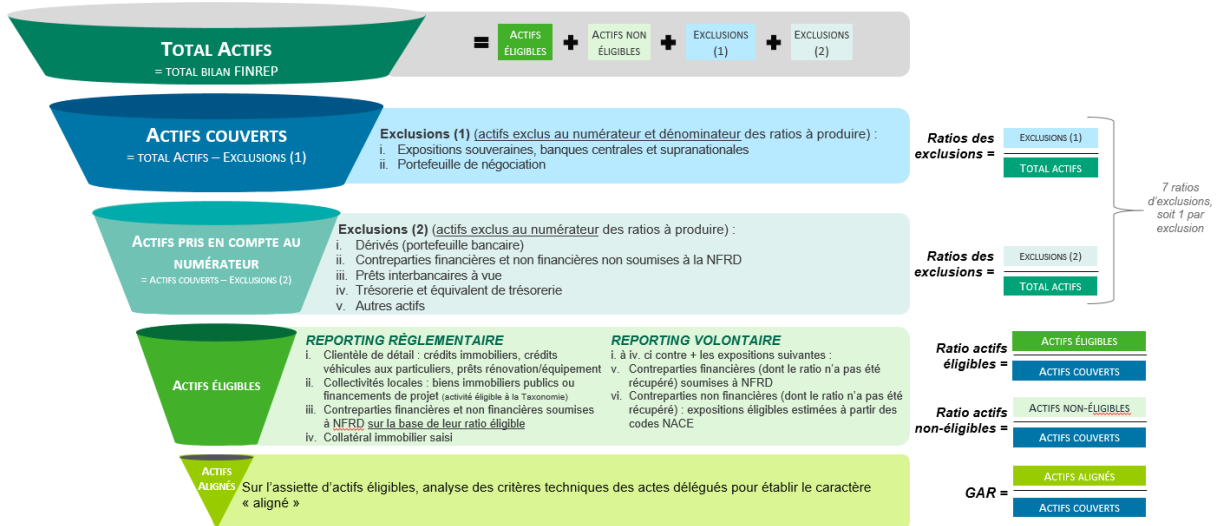 TOTAL ACTIFS
= TOTAL BILAN FINREP
=
ACTIFS
ÉLIGIBLES
+
ACTIFS NON
ÉLIGIBLES
+
EXCLUSIONS
(1)
+
EXCLUSIONS
(2)
ACTIFS COUVERTS
= TOTAL ACTIFS – EXCLUSIONS (1)
Exclusions (1) (actifs exclus au numérateur et dénominateur des ratios à produire) :
i. Expositions souveraines, banques centrales et supranationales
ii. Portefeuille de négociation
Ratios des
exclusions =
EXCLUSIONS (1)
TOTAL ACTIFS
7 ratios
d'exclusions,
soit 1 par
exclusion
ACTIFS PRIS EN COMPTE AU
NUMÉRATEUR
= ACTIFS COUVERTS – EXCLUSIONS (2)
Exclusions (2) (actifs exclus au numérateur des ratios à produire) :
i. Dérivés (portefeuille bancaire)
ii. Contreparties financières et non financières non soumises à la NFRD
iii. Prêts interbancaires à vue
iv. Trésorerie et équivalent de trésorerie
v. Autres actifs
Ratios des
exclusions =
EXCLUSIONS (2)
TOTAL ACTIFS
ACTIFS ÉLIGIBLES
REPORTING RÈGLEMENTAIRE
i. Clientèle de détail : crédits immobiliers, crédits
véhicules aux particuliers, prêts rénovation/équipement
ii. Collectivités locales : biens immobiliers publics ou
financements de projet (activité éligible à la Taxonomie)
iii. Contreparties financières et non financières soumises
à NFRD sur la base de leur ratio éligible
iv. Collatéral immobilier saisi
REPORTING VOLONTAIRE
i. à iv. ci contre + les expositions suivantes :
v. Contreparties financières (dont le ratio n'a pas été
récupéré) soumises à NFRD
vi. Contreparties non financières (dont le ratio n'a pas été
récupéré) : expositions éligibles estimées à partir des
codes NACE
Ratio actifs
éligibles =
ACTIFS ÉLIGIBLES
ACTIFS COUVERTS
Ratio actifs
non-éligibles =
ACTIFS NON-ÉLIGIBLES
ACTIFS COUVERTS
ACTIFS
ALIGNÉS
Sur l'assiette d'actifs éligibles, analyse des critères techniques des actes délégués pour établir le caractère
« aligné »
GAR =
ACTIFS ALIGNÉS
ACTIFS COUVERTS